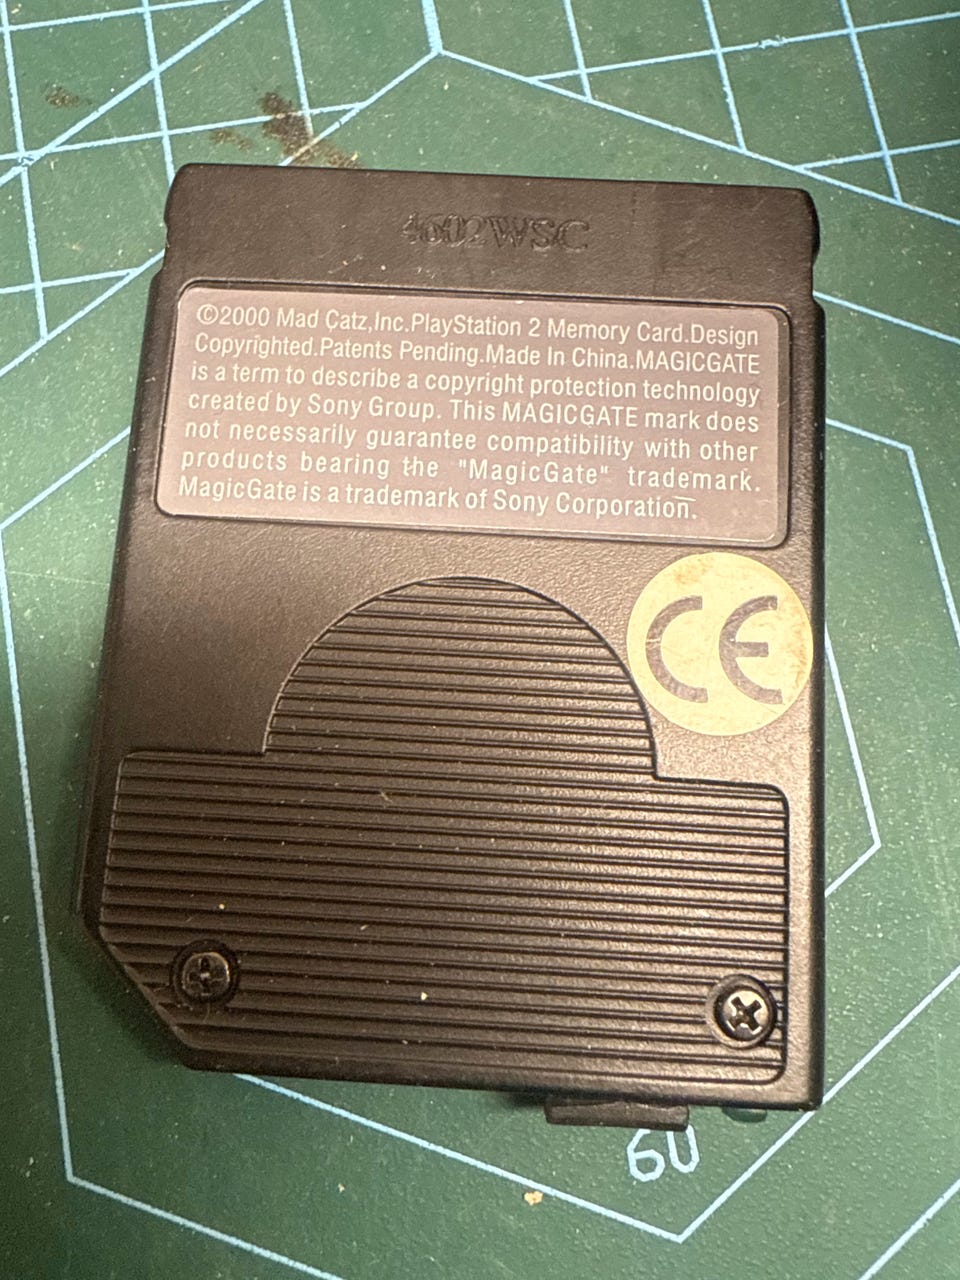 4602WSC
©2000 Mad Catz,Inc.PlayStation 2 Memory Card.Design
Copyrighted.Patents Pending.Made In China.MAGICGATE
is a term to describe a copyright protection technology
created by Sony Group. This MAGICGATE mark does
not necessarily guarantee compatibility with other
products bearing the "MagicGate" trademark.
MagicGate is a trademark of Sony Corporation.
CE
60